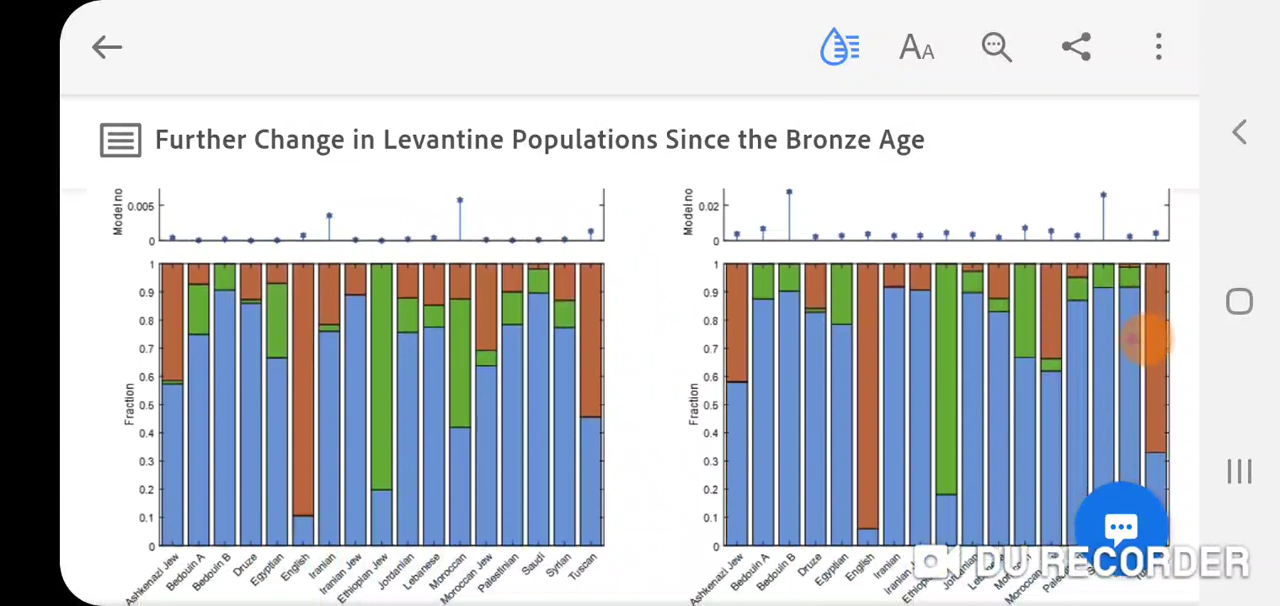 AA
Further Change in Levantine Populations Since the Bronze Age
Model no
0.005
0
Model no
0.02
0
Fraction
1
0.9
0.8
0.7
0.6
0.5
0.4
0.3
0.2
0.1
0
Ashkenazi Jew
Bedouin A
Bedouin B
Druze
Egyptian
English
Iranian
Iranian Jew
Ethiopian Jew
Jordanian
Lebanese
Moroccan
Moroccan Jew
Palestinian
Saudi
Syrian
Tuscan
Fraction
1
0.9
0.8
0.7
0.6
0.5
0.4
0.3
0.2
0.1
0
Ashkenazi Jew
Bedouin A
Bedouin B
Druze
Egyptian
English
Iranian
DU RECORDER